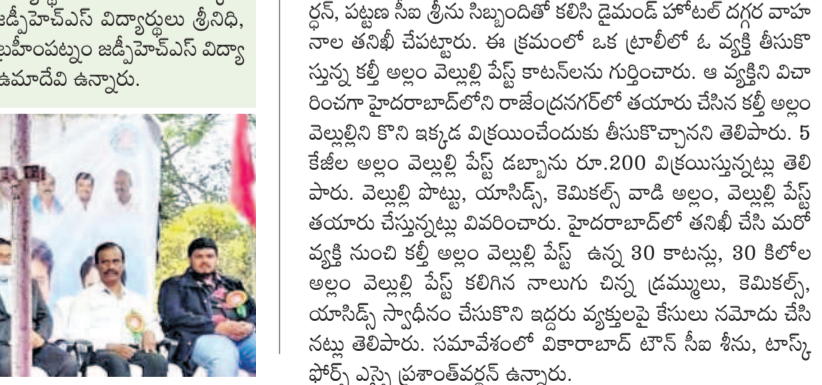 జడ్పీహెచ్ఎస్ విద్యార్థులు శ్రీనిధి,
బ్రహీంపట్నం జడ్పీహెచ్ఎస్ విద్యా
ఉమాదేవి ఉన్నారు.
ర్ధన్, పట్టణ సీఐ శ్రీను సిబ్బందితో కలిసి డైమండ్ హోటల్ దగ్గర వాహ
నాల తనిఖీ చేపట్టారు. ఈ క్రమంలో ఒక ట్రాలీలో ఓ వ్యక్తి తీసుకొ
స్తున్న కల్తీ అల్లం వెల్లుల్లి పేస్ట్ కాటన్‌లను గుర్తించారు. ఆ వ్యక్తిని విచా
రించగా హైదరాబాద్‌లోని రాజేంద్రనగర్‌లో తయారు చేసిన కల్తీ అల్లం
వెల్లుల్లిని కొని ఇక్కడ విక్రయించేందుకు తీసుకొచ్చానని తెలిపారు. 5
కేజీల అల్లం వెల్లుల్లి పేస్ట్ డబ్బాను రూ.200 విక్రయిస్తున్నట్లు తెలి
పారు. వెల్లుల్లి పొట్టు, యాసిడ్స్, కెమికల్స్ వాడి అల్లం, వెల్లుల్లి పేస్ట్
తయారు చేస్తున్నట్లు వివరించారు. హైదరాబాద్‌లో తనిఖీ చేసి మరో
వ్యక్తి నుంచి కల్తీ అల్లం వెల్లుల్లి పేస్ట్ ఉన్న 30 కాటన్లు, 30 కిలోల
అల్లం వెల్లుల్లి పేస్ట్ కలిగిన నాలుగు చిన్న డ్రమ్ములు, కెమికల్స్,
యాసిడ్స్ స్వాధీనం చేసుకొని ఇద్దరు వ్యక్తులపై కేసులు నమోదు చేసి
నట్లు తెలిపారు. సమావేశంలో వికారాబాద్ టౌన్ సీఐ శీను, టాస్క్
ఫోర్స్ ఎస్సై ప్రశాంత్‌వర్దన్ ఉన్నారు.